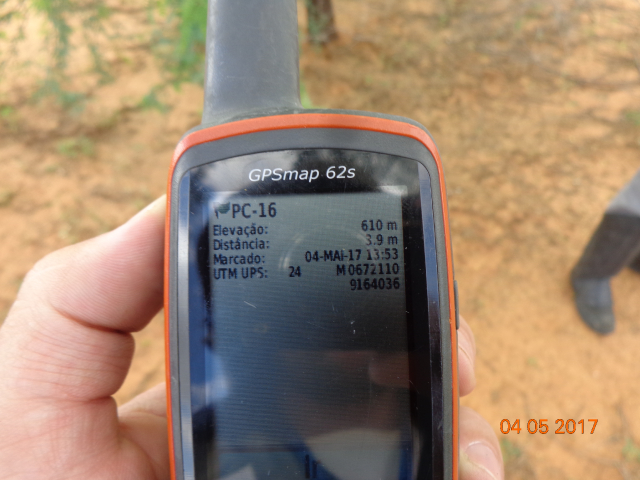 GPSmap 62s
PC-16
Elevação: 610 m
Distância: 3.9 m
Marcado: 04-MAI-17 13:53
UTM UPS: 24 M 0672110
9164036
04 05 2017